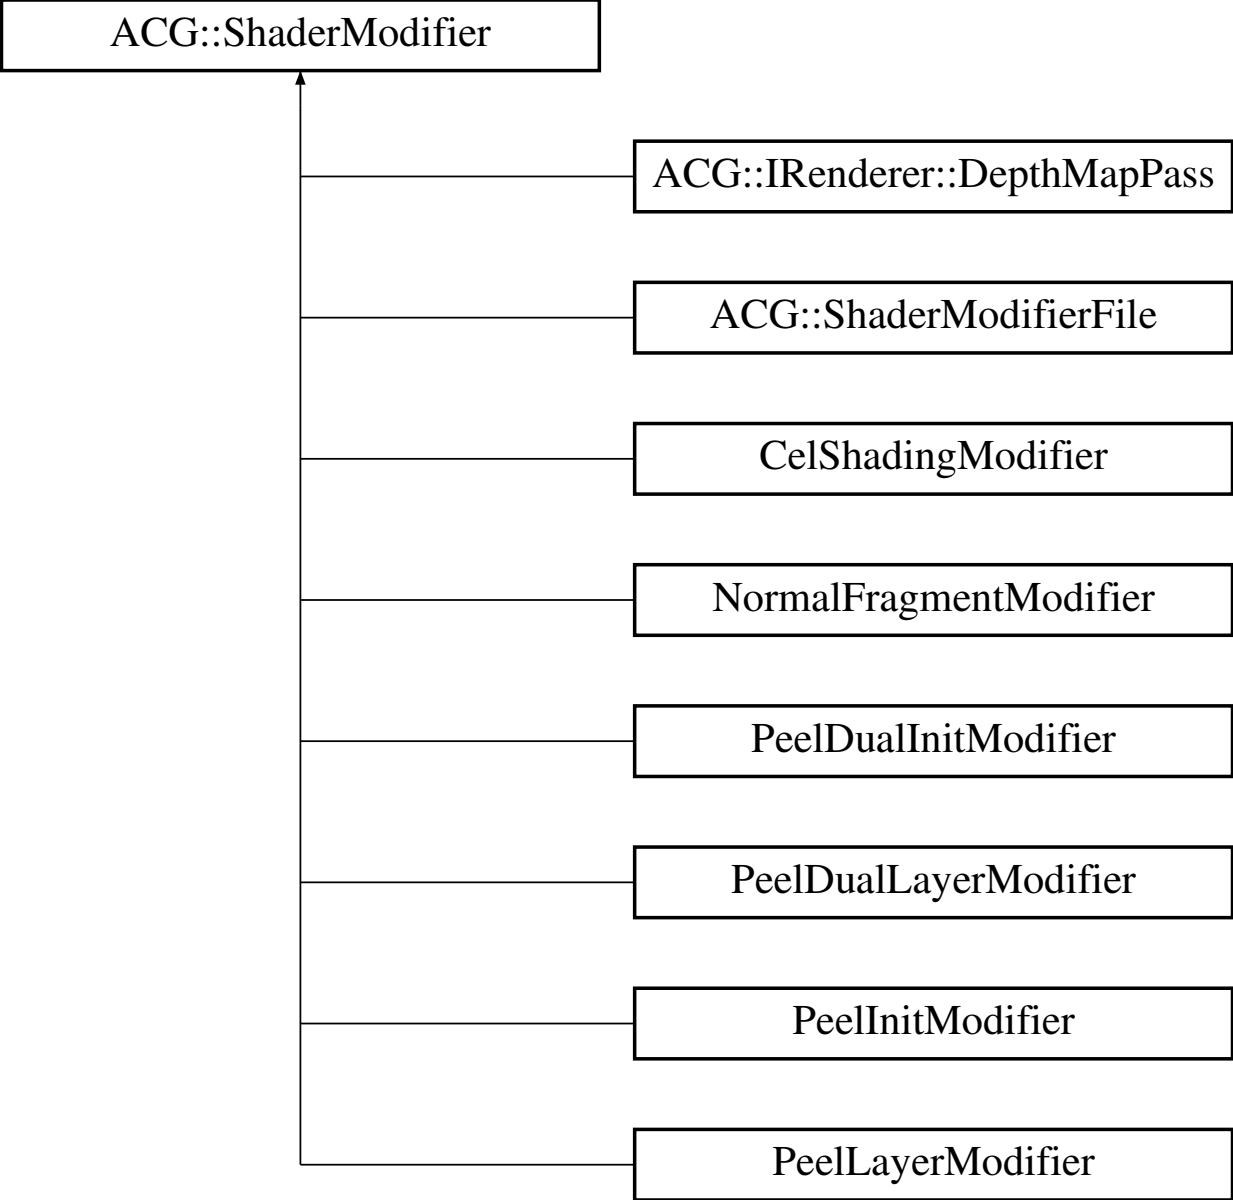 ACG::ShaderModifier
ACG::IRenderer::DepthMapPass
ACG::ShaderModifierFile
CelShadingModifier
NormalFragmentModifier
PeelDualInitModifier
PeelDualLayerModifier
PeelInitModifier
PeelLayerModifier